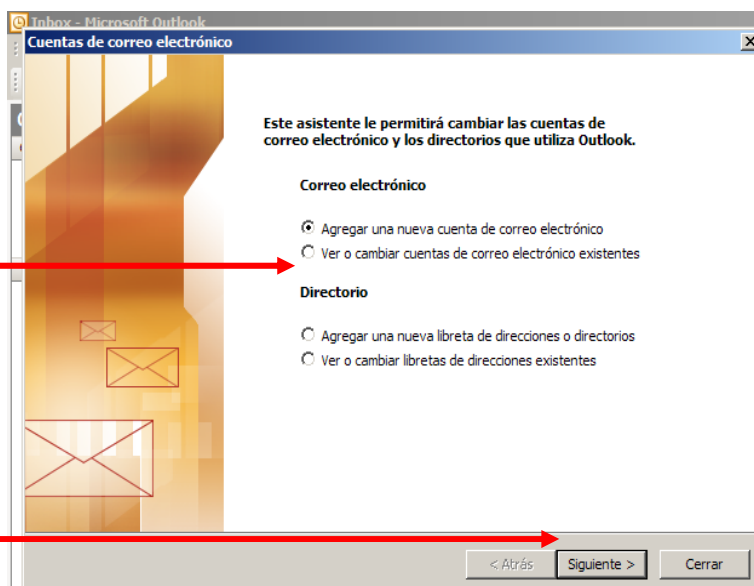 Inbox - Microsoft Outlook
Cuentas de correo electrónico
Este asistente le permitirá cambiar las cuentas de
correo electrónico y los directorios que utiliza Outlook.
Correo electrónico
Agregar una nueva cuenta de correo electrónico
Ver o cambiar cuentas de correo electrónico existentes
Directorio
Agregar una nueva libreta de direcciones o directorios
Ver o cambiar libretas de direcciones existentes
< Atrás
Siguiente >
Cerrar